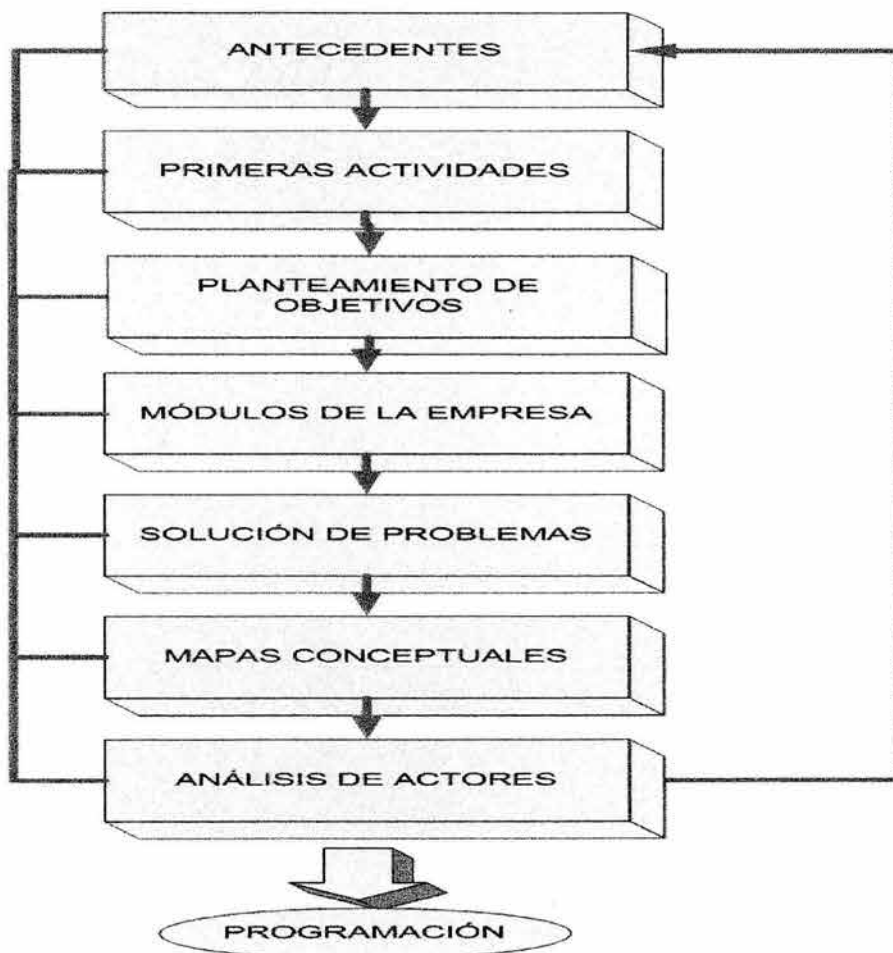 ANTECEDENTES
PRIMERAS ACTIVIDADES
PLANTEAMIENTO DE
OBJETIVOS
MÓDULOS DE LA EMPRESA
SOLUCIÓN DE PROBLEMAS
MAPAS CONCEPTUALES
ANÁLISIS DE ACTORES
PROGRAMACIÓN